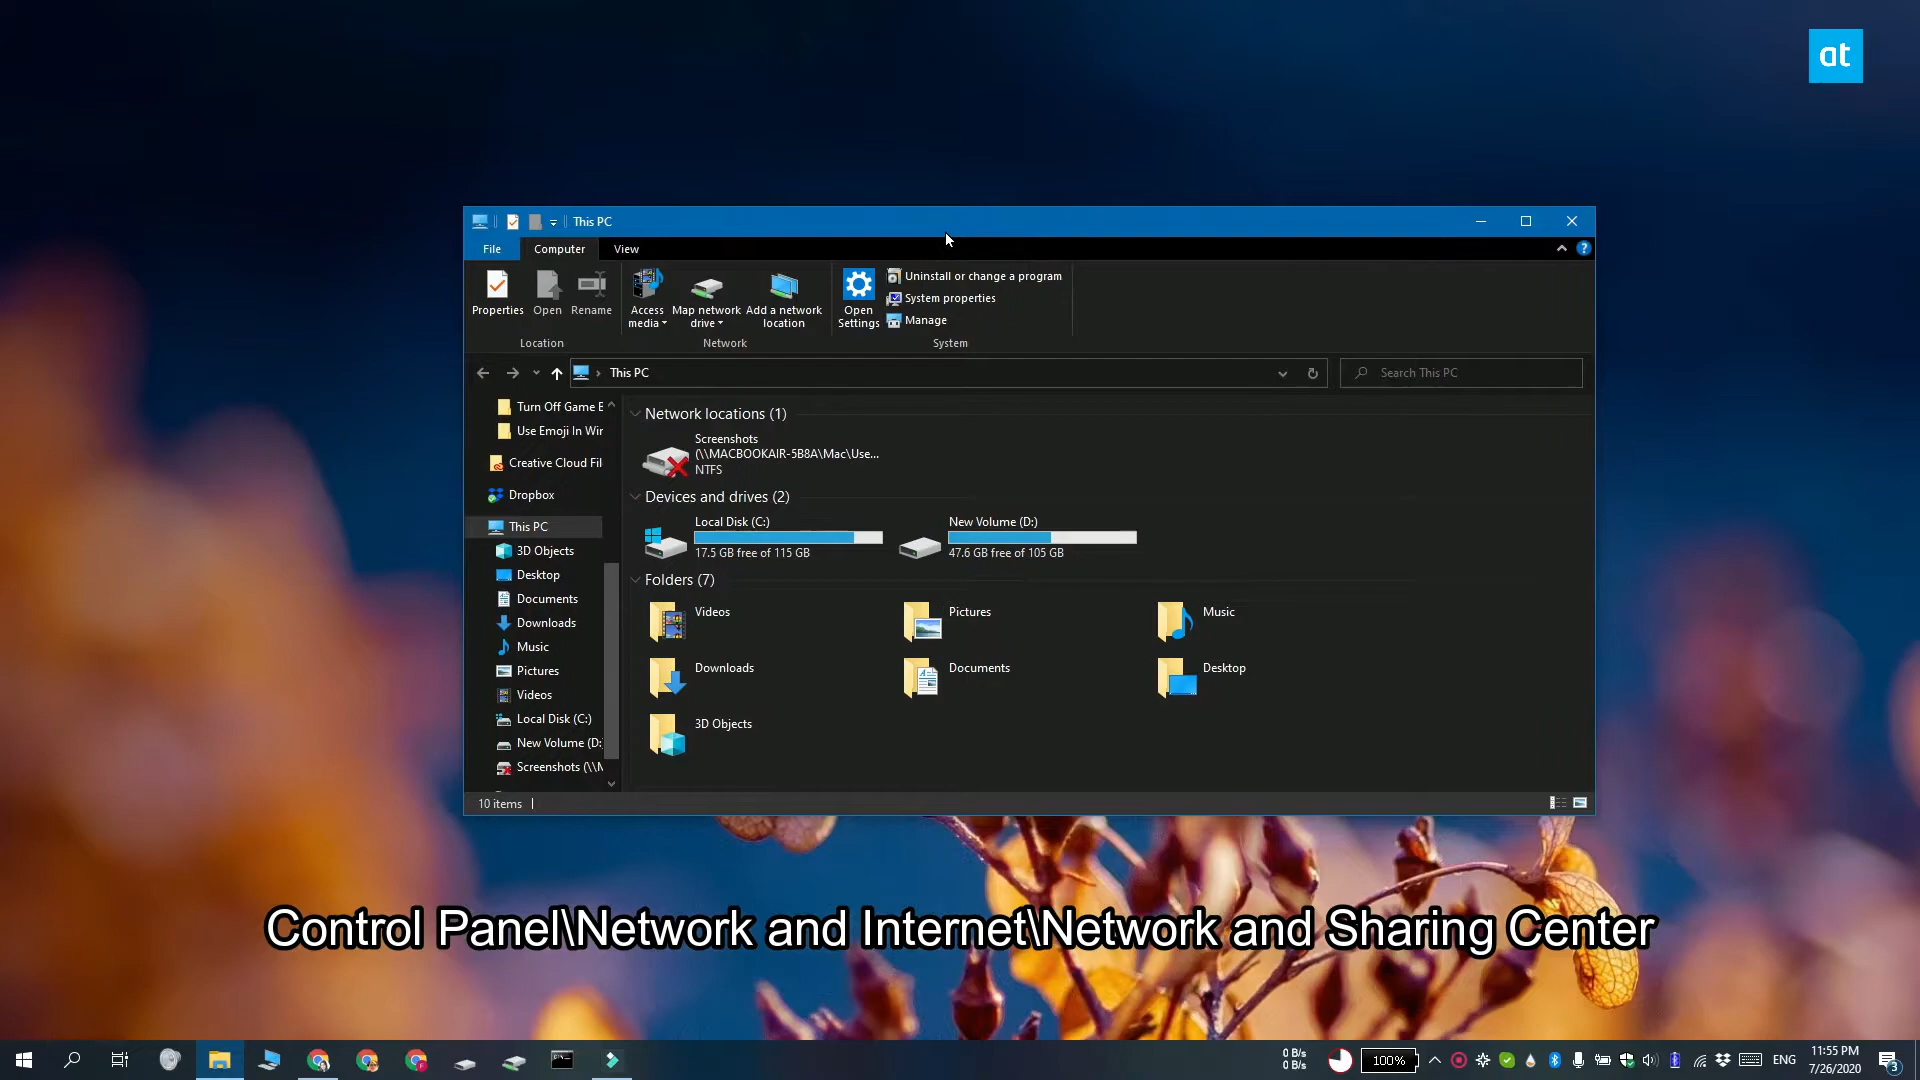 at
This PC
File
Computer
View
Properties
Open
Rename
Access media
Map network drive
Add a network location
Open Settings
Uninstall or change a program
System properties
Manage
Location
Network
System
This PC
Search This PC
Turn Off Game B
Use Emoji In Wir
Creative Cloud Fil
Dropbox
This PC
3D Objects
Desktop
Documents
Downloads
Music
Pictures
Videos
Local Disk (C:)
New Volume (D:
Screenshots (\\M
Network locations (1)
Screenshots
(\\MACBOOKAIR-5B8A\Mac\Use...
NTFS
Devices and drives (2)
Local Disk (C:)
17.5 GB free of 115 GB
New Volume (D:)
47.6 GB free of 105 GB
Folders (7)
Videos
Pictures
Music
Downloads
Documents
Desktop
3D Objects
10 items
Control Panel\Network and Internet\Network and Sharing Center
0 B/s
0 B/s
100%
ENG
11:55 PM
7/26/2020
3